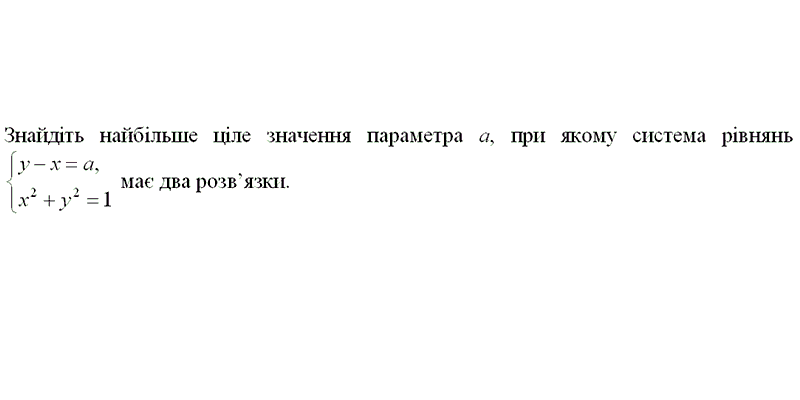 Знайдіть найбільше ціле значення параметра a, при якому система рівнянь
y − x = a,
x² + y² = 1
має два розв’язки.